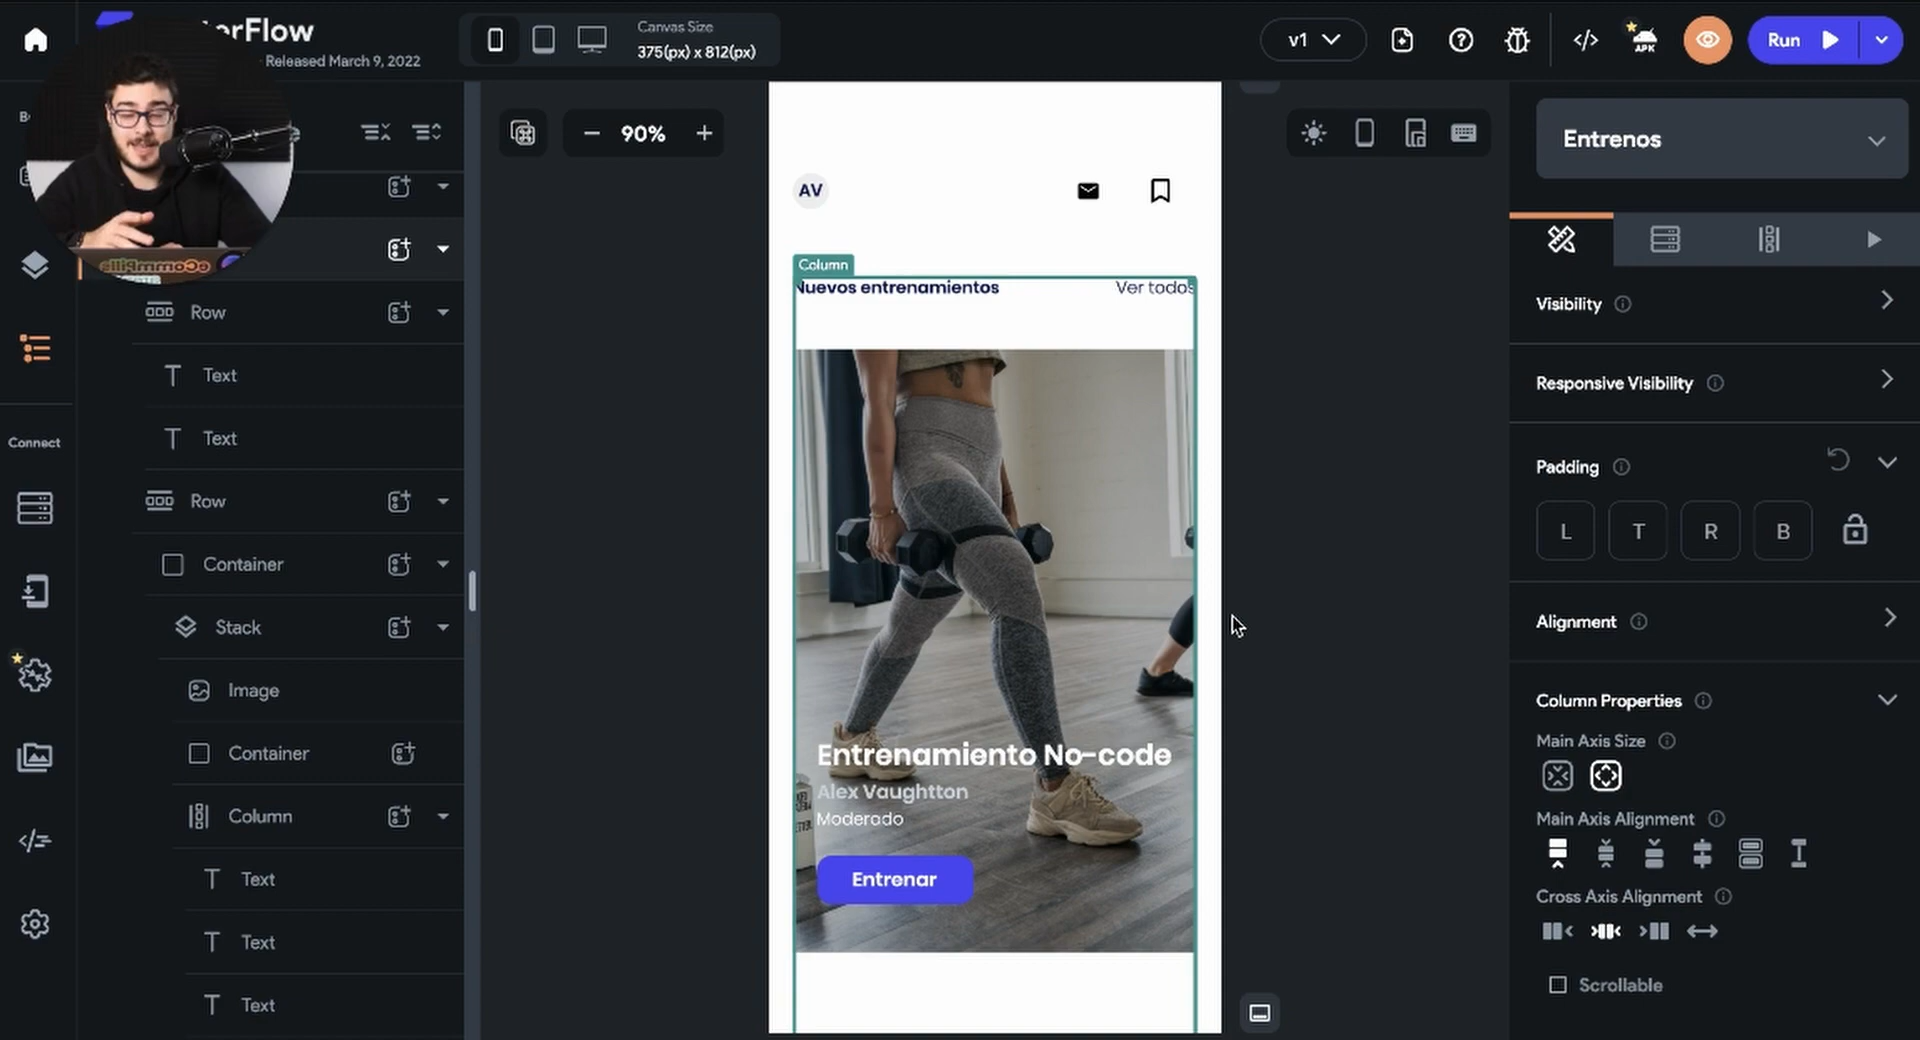 erFlow
Released March 9, 2022
Canvas Size
375(px) x 812(px)
v1
APK
Run
90%
Entrenos
AV
Column
Nuevos entrenamientos
Ver todos
Visibility
Responsive Visibility
Padding
L
T
R
B
Alignment
Column Properties
Main Axis Size
Main Axis Alignment
Cross Axis Alignment
Scrollable
Row
Text
Text
Connect
Row
Container
Stack
Image
Container
Column
Text
Text
Text
Entrenamiento No-code
Alex Vaughtton
Moderado
Entrenar